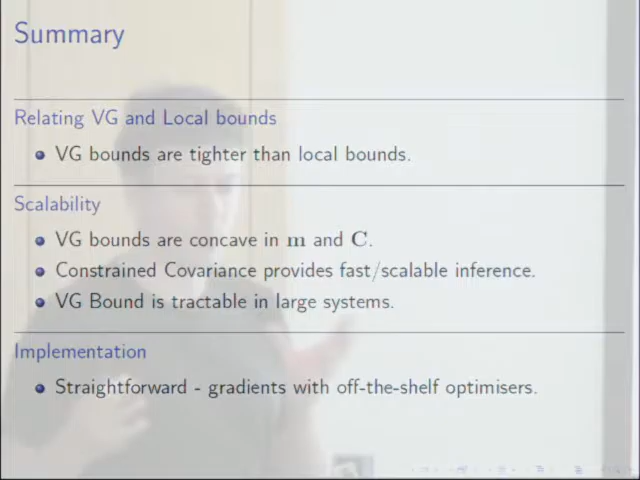 Summary
Relating VG and Local bounds
VG bounds are tighter than local bounds.
Scalability
VG bounds are concave in m and C.
Constrained Covariance provides fast/scalable inference.
VG Bound is tractable in large systems.
Implementation
Straightforward - gradients with off-the-shelf optimisers.